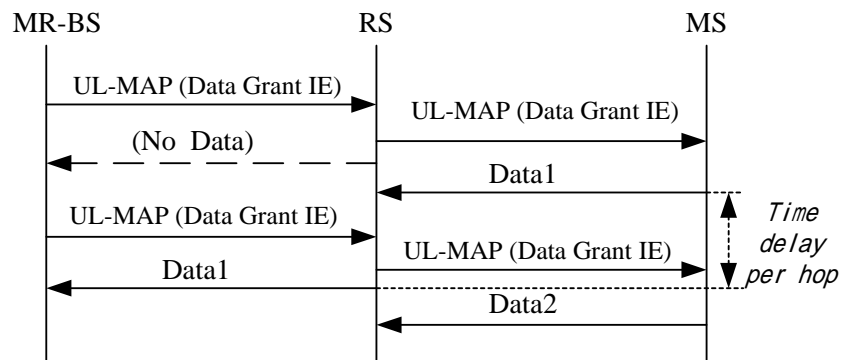 MR-BS RS MS
UL-MAP (Data Grant IE)
UL-MAP (Data Grant IE)
(No Data)
Data1
UL-MAP (Data Grant IE)
Time
delay
per hop
UL-MAP (Data Grant IE)
Data1
Data2